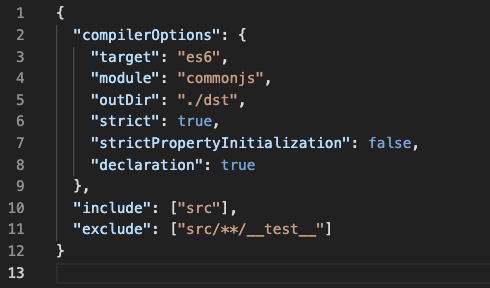 1 {
2   "compilerOptions": {
3     "target": "es6",
4     "module": "commonjs",
5     "outDir": "./dst",
6     "strict": true,
7     "strictPropertyInitialization": false,
8     "declaration": true
9   },
10   "include": ["src"],
11   "exclude": ["src/**/__test__"]
12 }
13